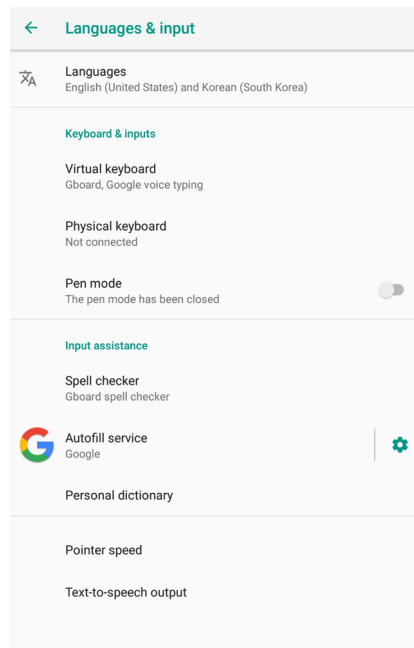 Languages & input
Languages
English (United States) and Korean (South Korea)
Keyboard & inputs
Virtual keyboard
Gboard, Google voice typing
Physical keyboard
Not connected
Pen mode
The pen mode has been closed
Input assistance
Spell checker
Gboard spell checker
Autofill service
Google
Personal dictionary
Pointer speed
Text-to-speech output